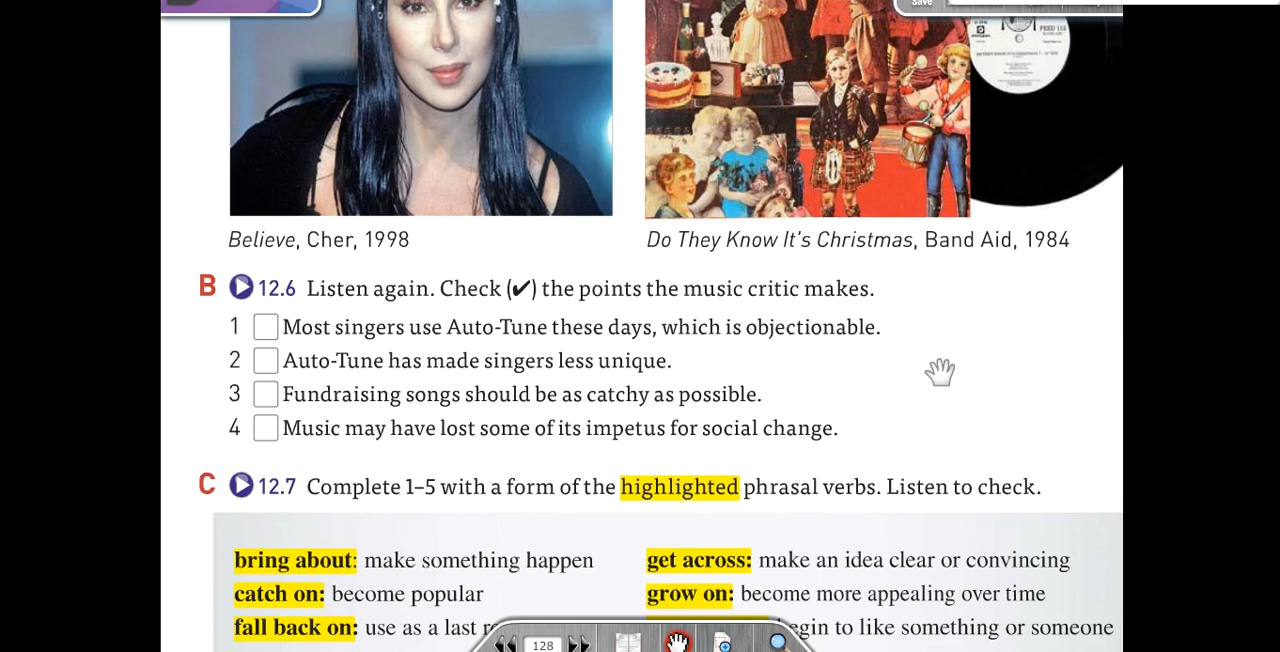 Save
FEED 112
Believe, Cher, 1998
Do They Know It's Christmas, Band Aid, 1984
B 12.6 Listen again. Check (✔) the points the music critic makes.
1 Most singers use Auto-Tune these days, which is objectionable.
2 Auto-Tune has made singers less unique.
3 Fundraising songs should be as catchy as possible.
4 Music may have lost some of its impetus for social change.
C 12.7 Complete 1–5 with a form of the highlighted phrasal verbs. Listen to check.
bring about: make something happen
get across: make an idea clear or convincing
catch on: become popular
grow on: become more appealing over time
fall back on: use as a last
egin to like something or someone
128